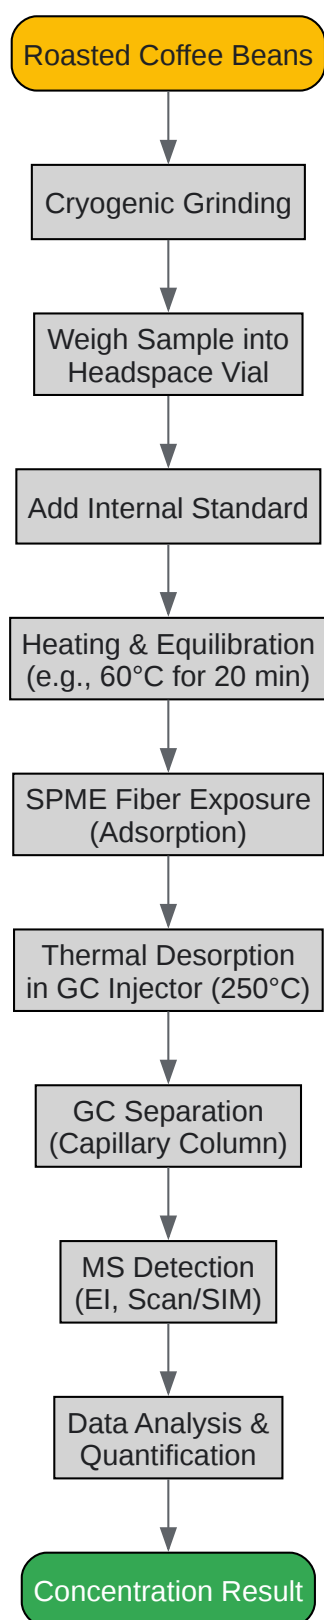 Roasted Coffee Beans
Cryogenic Grinding
Weigh Sample into
Headspace Vial
Add Internal Standard
Heating & Equilibration
(e.g., 60°C for 20 min)
SPME Fiber Exposure
(Adsorption)
Thermal Desorption
in GC Injector (250°C)
GC Separation
(Capillary Column)
MS Detection
(EI, Scan/SIM)
Data Analysis &
Quantification
Concentration Result